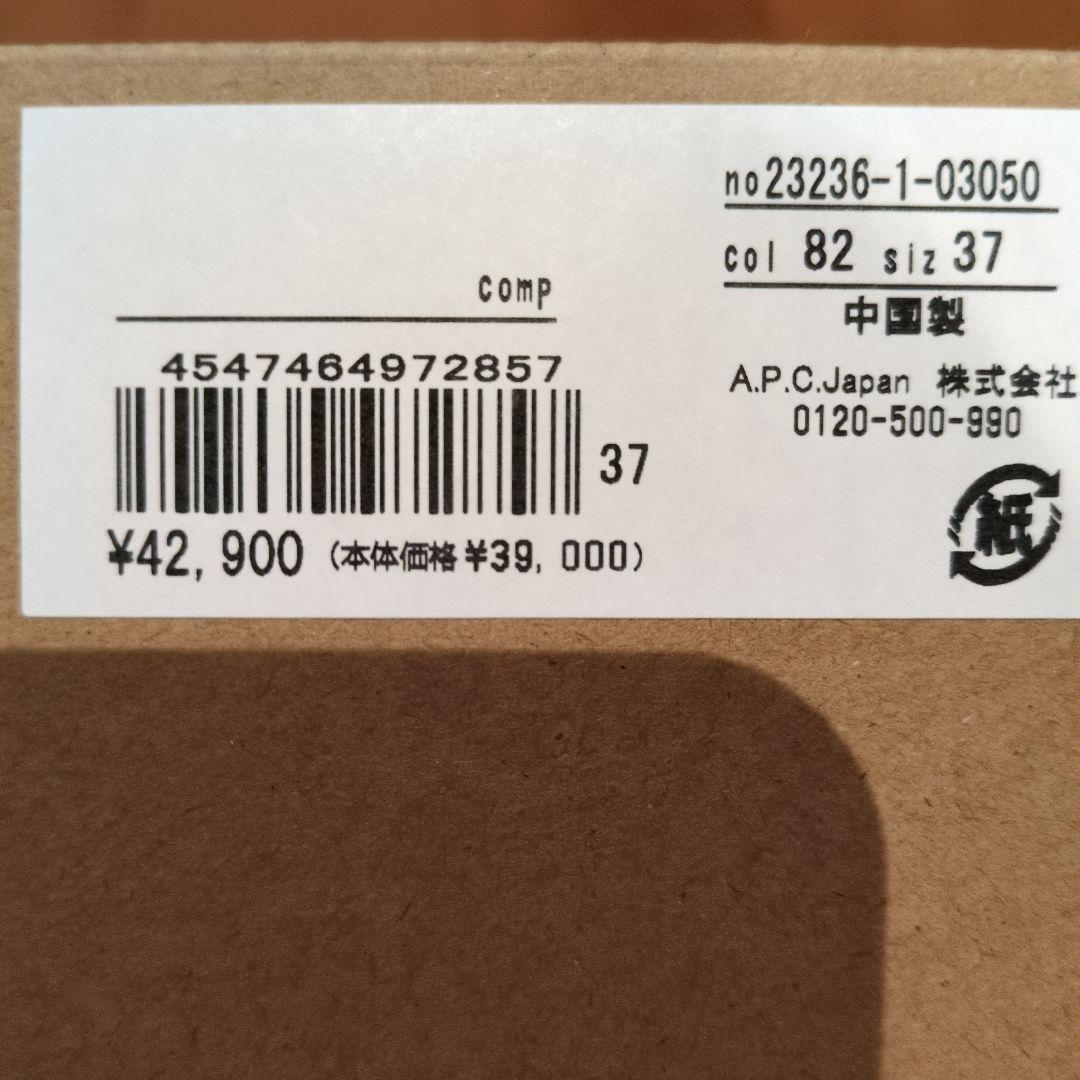 comp
4547464972857
37
¥42,900 (本体価格¥39,000)
no23236-1-03050
col 82 siz 37
中国製
A.P.C.Japan 株式会社
0120-500-990
紙